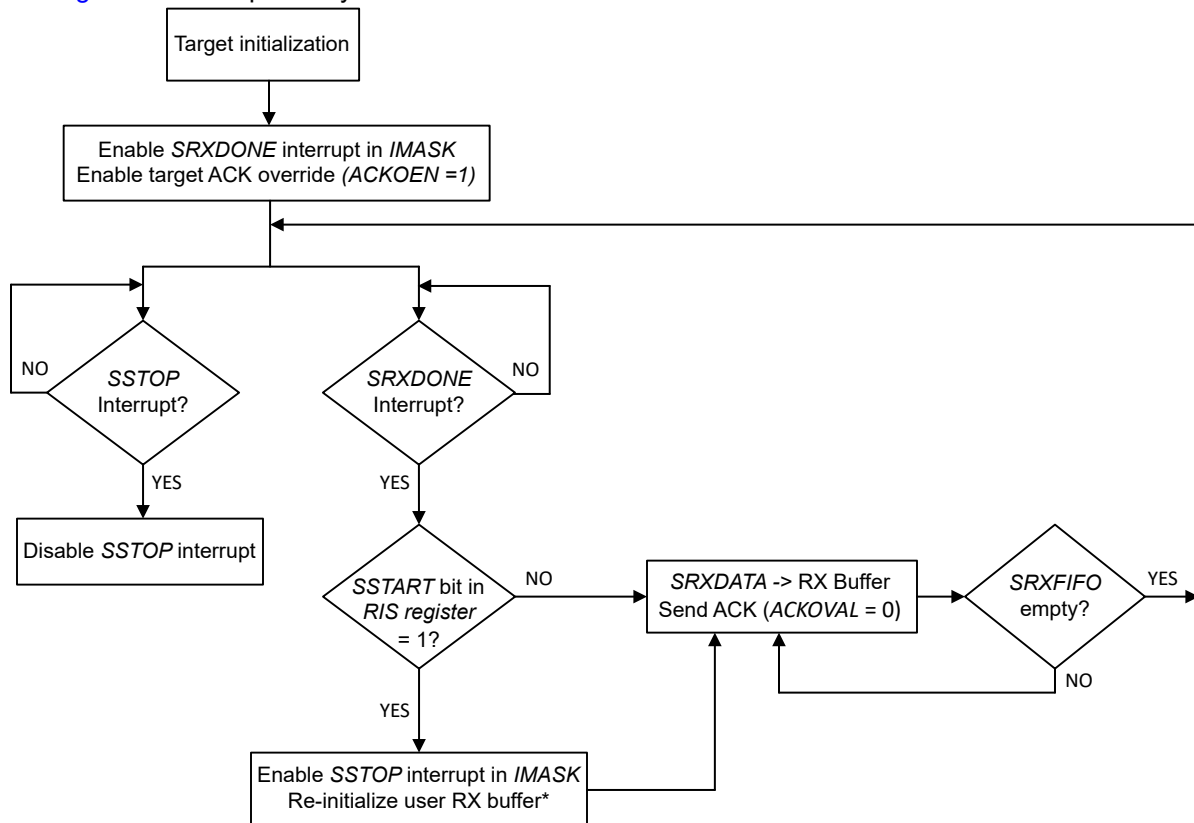 Target initialization
Enable SRXDONE interrupt in IMASK
Enable target ACK override (ACKOEN =1)
NO
SSTOP
Interrupt?
YES
Disable SSTOP interrupt
SRXDONE
Interrupt?
NO
YES
SSTART bit in
RIS register
= 1?
NO
YES
Enable SSTOP interrupt in IMASK
Re-initialize user RX buffer*
SRXDATA -> RX Buffer
Send ACK (ACKOVAL = 0)
SRXFIFO
empty?
YES
NO